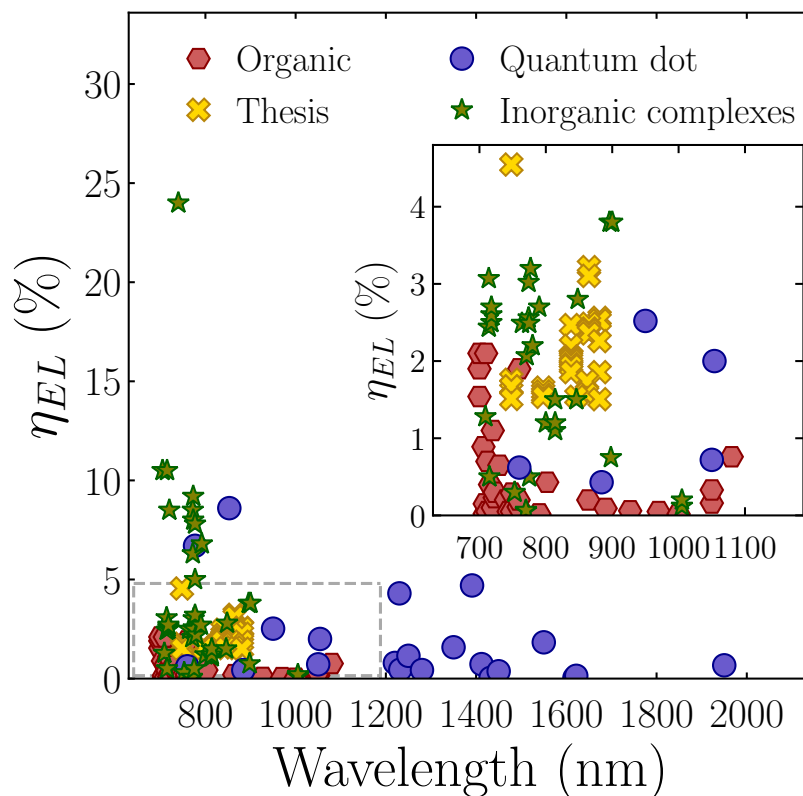 Organic
Quantum dot
Thesis
Inorganic complexes
30
25
20
15
10
5
0
η_EL (%)
4
3
2
1
0
η_EL (%)
700 800 900 1000 1100
800 1000 1200 1400 1600 1800 2000
Wavelength (nm)